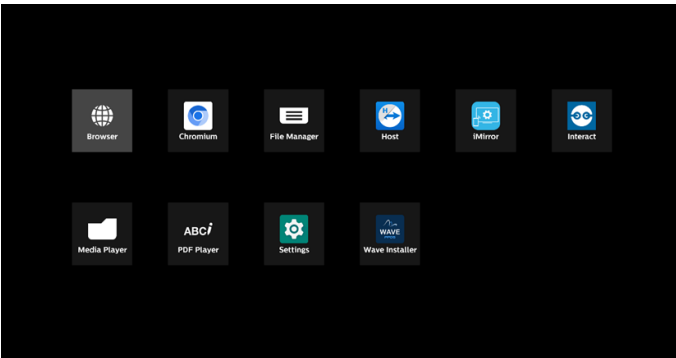 Browser
Chromium
File Manager
H
Host
iMirror
Interact
Media Player
ABCi
PDF Player
Settings
WAVE
Wave Installer